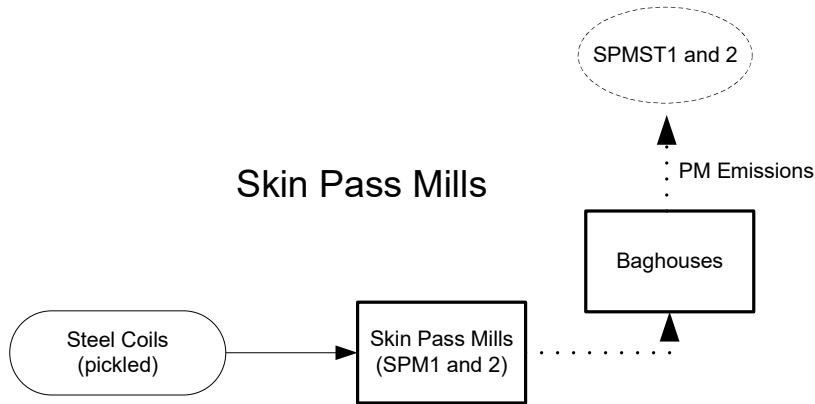 SPMST1 and 2
PM Emissions
Skin Pass Mills
Baghouses
Steel Coils
(pickled)
Skin Pass Mills
(SPM1 and 2)